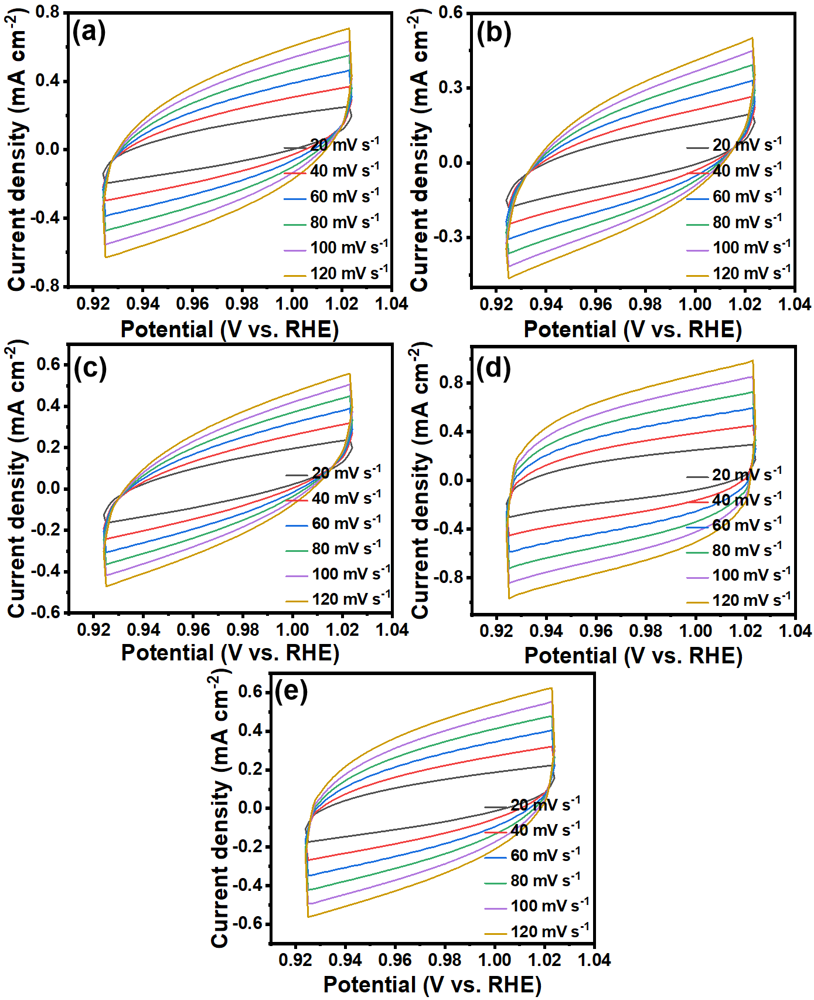 (a)
Current density (mA cm-2)
0.8
0.4
0.0
-0.4
-0.8
20 mV s-1
40 mV s-1
60 mV s-1
80 mV s-1
100 mV s-1
120 mV s-1
0.92 0.94 0.96 0.98 1.00 1.02 1.04
Potential (V vs. RHE)
(b)
Current density (mA cm-2)
0.6
0.3
0.0
-0.3
20 mV s-1
40 mV s-1
60 mV s-1
80 mV s-1
100 mV s-1
120 mV s-1
0.92 0.94 0.96 0.98 1.00 1.02 1.04
Potential (V vs. RHE)
(c)
Current density (mA cm-2)
0.6
0.4
0.2
0.0
-0.2
-0.4
-0.6
20 mV s-1
40 mV s-1
60 mV s-1
80 mV s-1
100 mV s-1
120 mV s-1
0.92 0.94 0.96 0.98 1.00 1.02 1.04
Potential (V vs. RHE)
(d)
Current density (mA cm-2)
0.8
0.4
0.0
-0.4
-0.8
20 mV s-1
40 mV s-1
60 mV s-1
80 mV s-1
100 mV s-1
120 mV s-1
0.92 0.94 0.96 0.98 1.00 1.02 1.04
Potential (V vs. RHE)
(e)
Current density (mA cm-2)
0.6
0.4
0.2
0.0
-0.2
-0.4
-0.6
20 mV s-1
40 mV s-1
60 mV s-1
80 mV s-1
100 mV s-1
120 mV s-1
0.92 0.94 0.96 0.98 1.00 1.02 1.04
Potential (V vs. RHE)